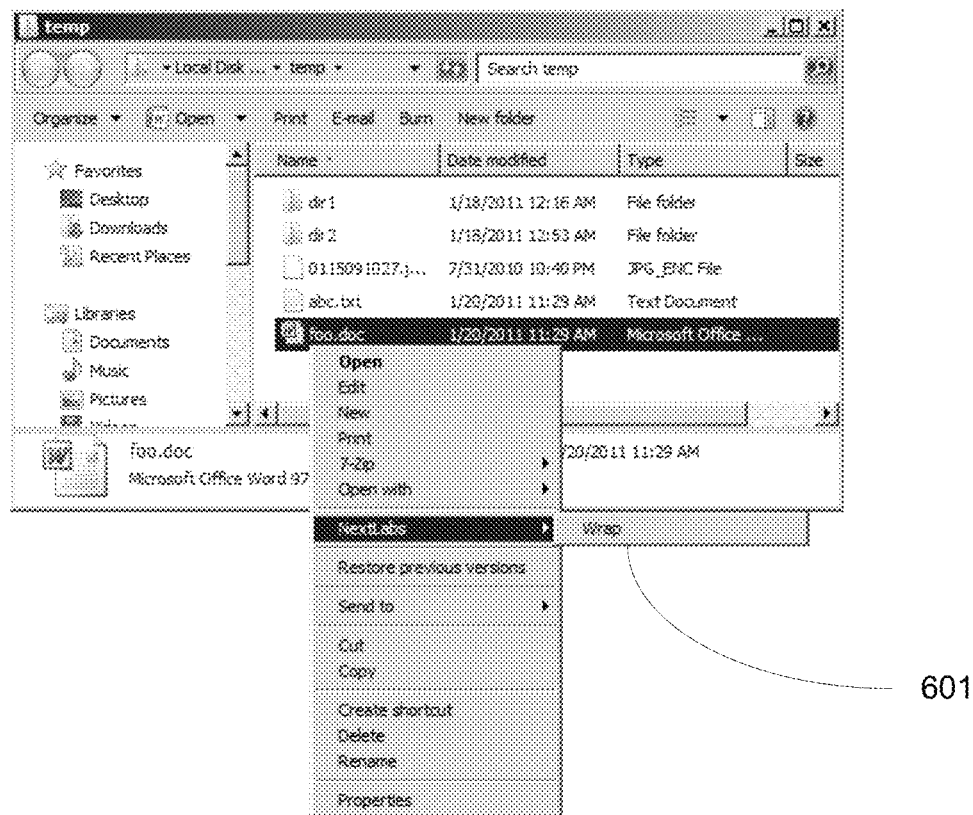 temp
Local Disk ... temp
Search temp
Organize Open Print E-mail Burn New folder
Name Date modified Type Size
Favorites
Desktop
Downloads
Recent Places
Libraries
Documents
Music
Pictures
dir1 1/18/2011 12:16 AM File folder
dir2 1/18/2011 12:53 AM File folder
0115091027.j... 7/31/2010 10:40 PM JPG_ENC File
abc.txt 1/20/2011 11:29 AM Text Document
foo.doc 1/20/2011 11:29 AM Microsoft Office ...
foo.doc /20/2011 11:29 AM
Microsoft Office Word 97
Open
Edit
New
Print
7-Zip
Open with
NextLabs Wrap
Restore previous versions
Send to
Cut
Copy
Create shortcut
Delete
Rename
Properties
601